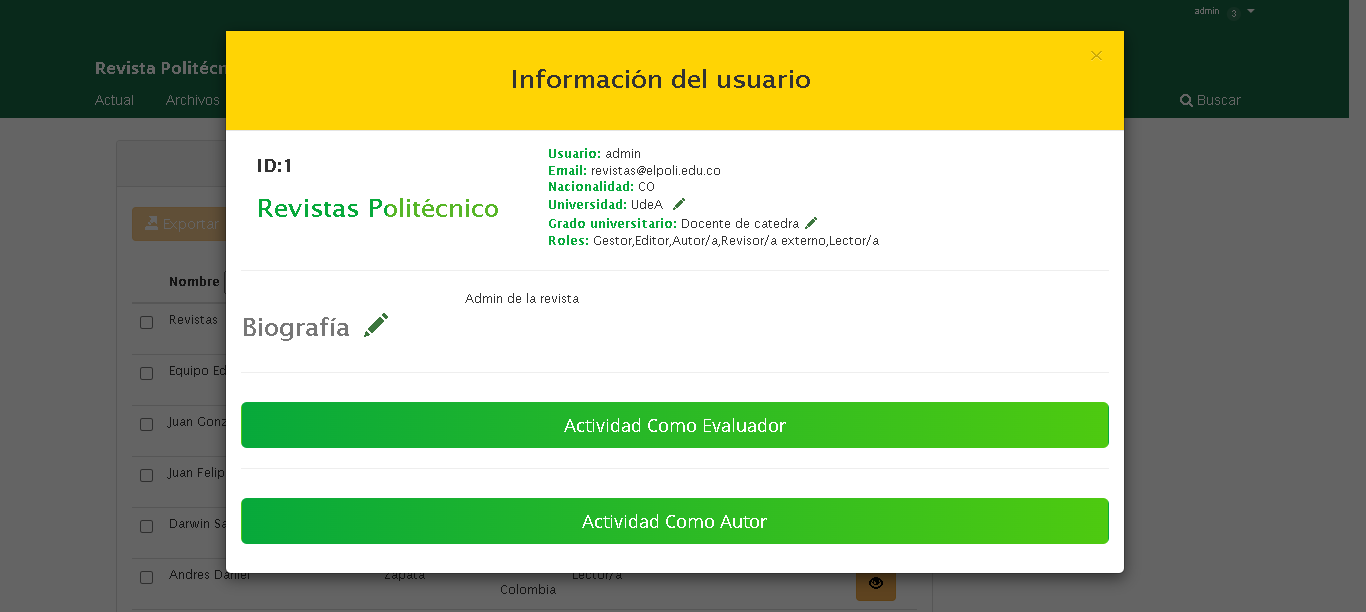 admin 3
Revista Politécn
Actual Archivos
Buscar
×
Información del usuario
ID:1
Revistas Politécnico
Usuario: admin
Email: revistas@elpoli.edu.co
Nacionalidad: CO
Universidad: UdeA
Grado universitario: Docente de catedra
Roles: Gestor,Editor,Autor/a,Revisor/a externo,Lector/a
Admin de la revista
Biografía
Actividad Como Evaluador
Actividad Como Autor
Exportar
Nombre
Revistas
Equipo Ed
Juan Gonz
Juan Felip
Darwin Sa
Andres Daniel Zapata Lector/a
Colombia